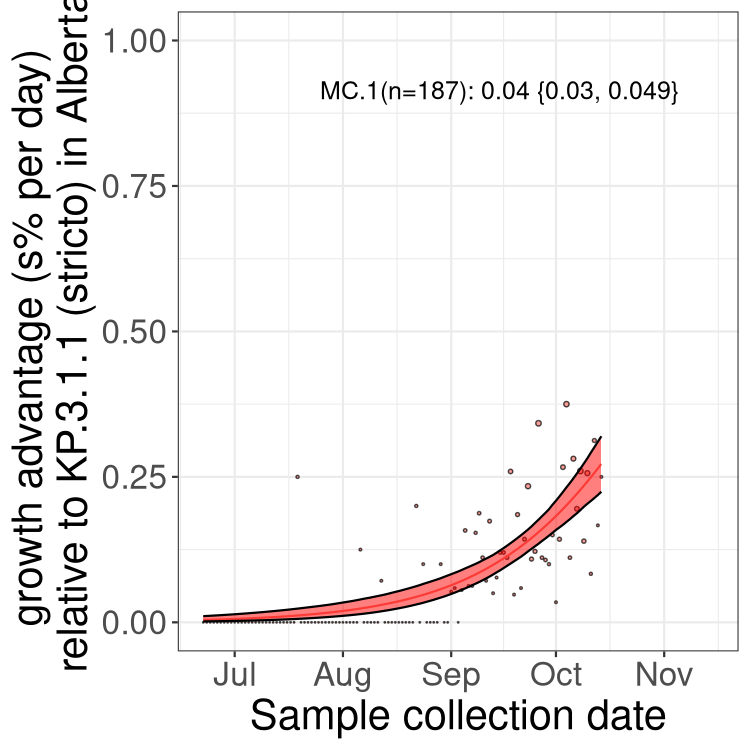 growth advantage (s% per day)
relative to KP.3.1.1 (stricto) in Alberta
1.00
0.75
0.50
0.25
0.00
MC.1(n=187): 0.04 {0.03, 0.049}
Jul Aug Sep Oct Nov
Sample collection date